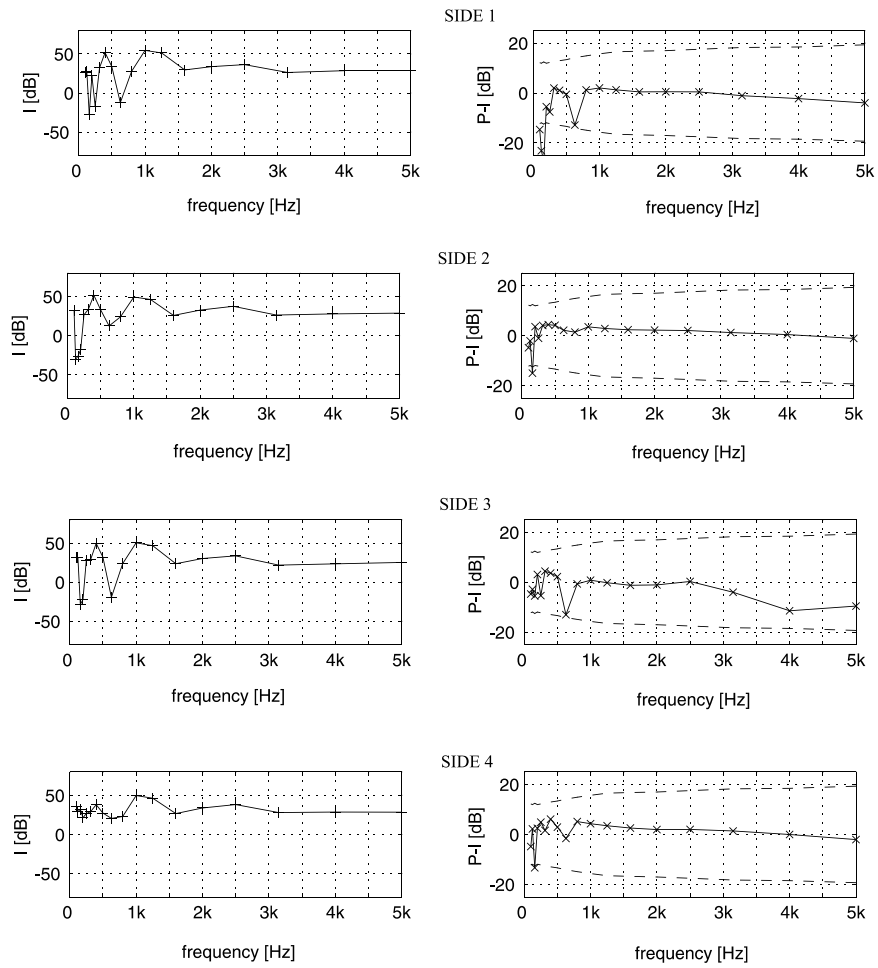 SIDE 1
I [dB]
50
0
-50
0 1k 2k 3k 4k 5k
frequency [Hz]
P-I [dB]
20
0
-20
0 1k 2k 3k 4k 5k
frequency [Hz]
SIDE 2
I [dB]
50
0
-50
0 1k 2k 3k 4k 5k
frequency [Hz]
P-I [dB]
20
0
-20
0 1k 2k 3k 4k 5k
frequency [Hz]
SIDE 3
I [dB]
50
0
-50
0 1k 2k 3k 4k 5k
frequency [Hz]
P-I [dB]
20
0
-20
0 1k 2k 3k 4k 5k
frequency [Hz]
SIDE 4
I [dB]
50
0
-50
0 1k 2k 3k 4k 5k
frequency [Hz]
P-I [dB]
20
0
-20
0 1k 2k 3k 4k 5k
frequency [Hz]